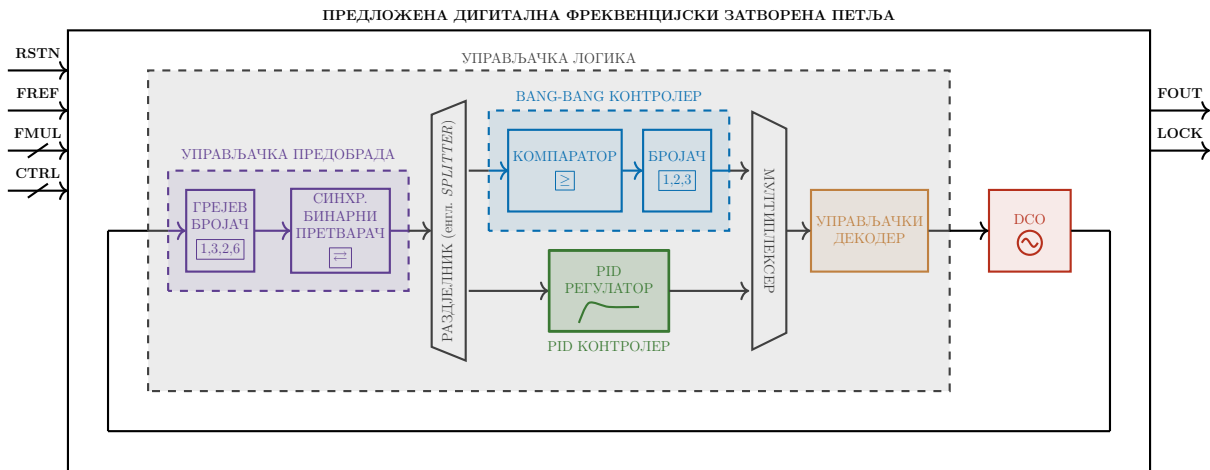 ПРЕДЛОЖЕНА ДИГИТАЛНА ФРЕКВЕНЦИЈСКИ ЗАТВОРЕНА ПЕТЉА
RSTN
FREF
FMUL
CTRL
УПРАВЉАЧКА ЛОГИКА
УПРАВЉАЧКА ПРЕДОБРАДА
ГРЕЈЕВ
БРОЈАЧ
1,3,2,6
СИНХР.
БИНАРНИ
ПРЕТВАРАЧ
⇄
РАЗДЈЕЛНИК (енгл. SPLITTER)
BANG-BANG КОНТРОЛЕР
КОМПАРАТОР
≥
БРОЈАЧ
1,2,3
PID
РЕГУЛАТОР
PID КОНТРОЛЕР
МУЛТИПЛЕКСЕР
УПРАВЉАЧКИ
ДЕКОДЕР
DCO
FOUT
LOCK